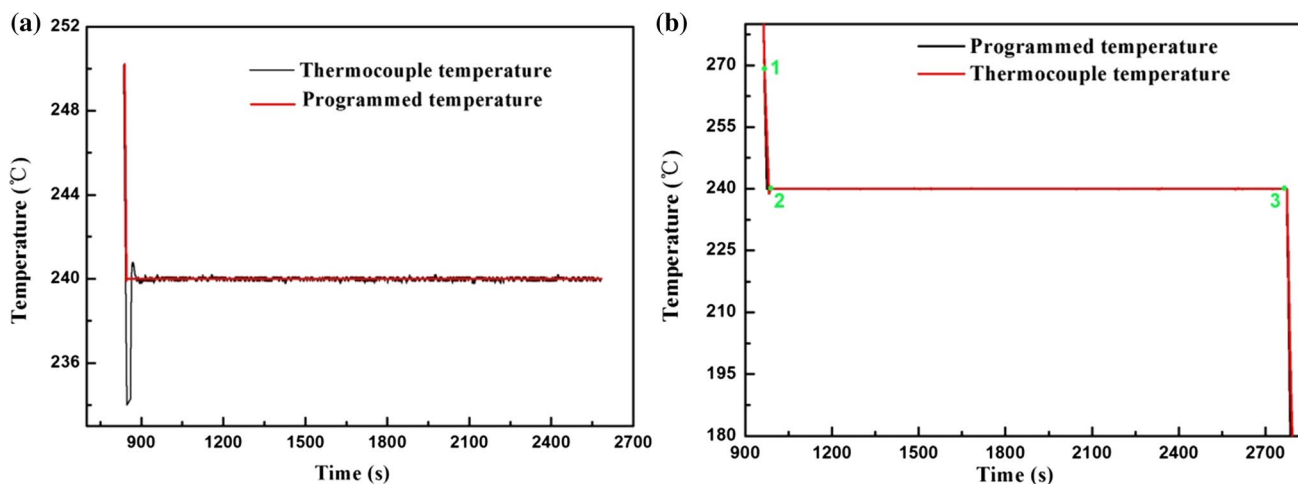 (a)
Temperature (℃)
252
248
244
240
236
Thermocouple temperature
Programmed temperature
900
1200
1500
1800
2100
2400
2700
Time (s)
(b)
Temperature (℃)
270
255
240
225
210
195
180
Programmed temperature
Thermocouple temperature
1
2
3
900
1200
1500
1800
2100
2400
2700
Time (s)